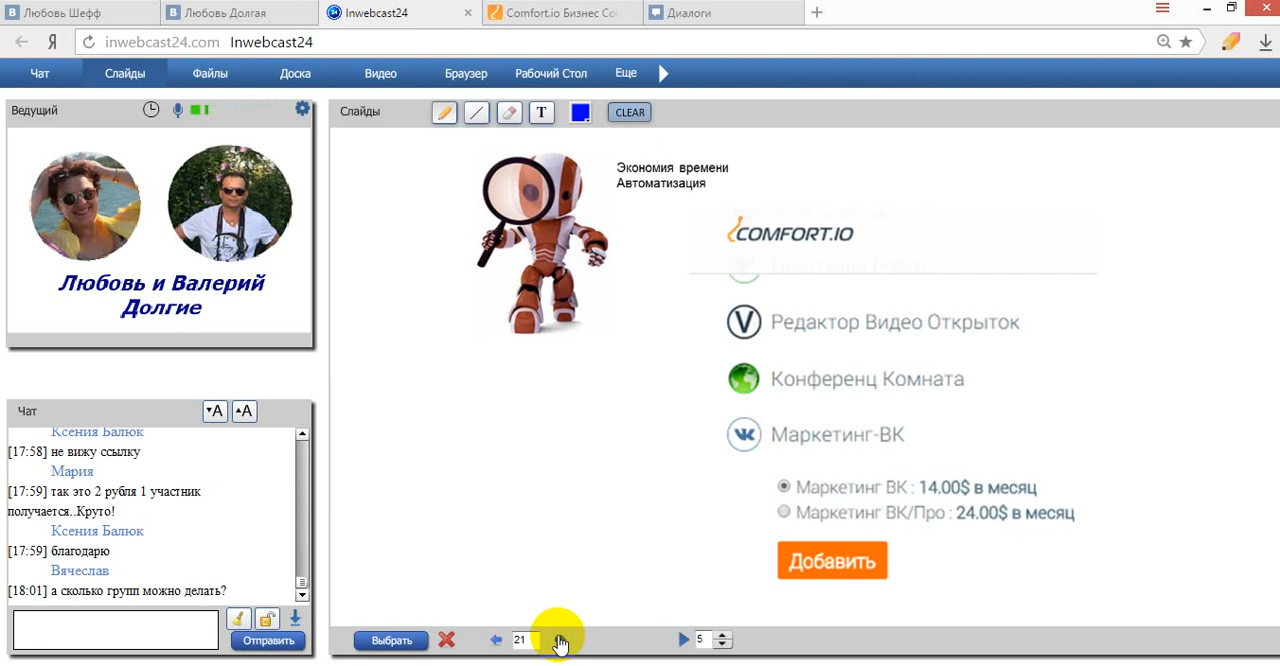 Любовь Шефф
Любовь Долгая
Inwebcast24
Comfort.io Бизнес Со
Диалоги
inwebcast24.com Inwebcast24
Чат
Слайды
Файлы
Доска
Видео
Браузер
Рабочий Стол
Еще
Ведущий
Любовь и Валерий
Долгие
Чат
▾A
▴A
Ксения Балюк
[17:58] не вижу ссылку
Мария
[17:59] так это 2 рубля 1 участник
получается..Круто!
Ксения Балюк
[17:59] благодарю
Вячеслав
[18:01] а сколько групп можно делать?
Отправить
Слайды
T
CLEAR
Экономия времени
Автоматизация
COMFORT.IO
Редактор Видео Открыток
Конференц Комната
Маркетинг-ВК
Маркетинг ВК : 14.00$ в месяц
Маркетинг ВК/Про : 24.00$ в месяц
Добавить
Выбрать
21
5